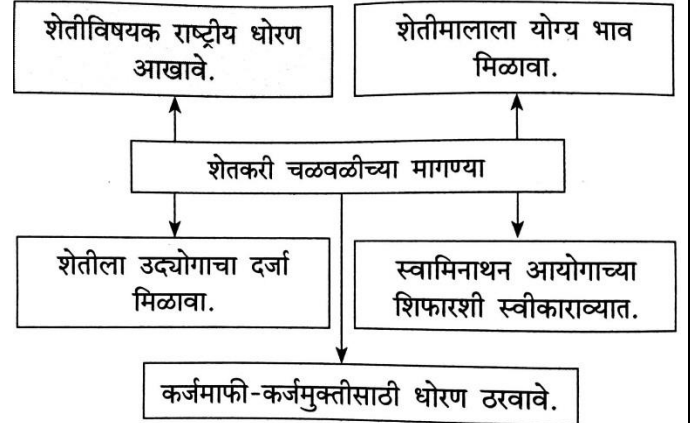 शेतीविषयक राष्ट्रीय धोरण
आखावे.
शेतीमालाला योग्य भाव
मिळावा.
शेतकरी चळवळीच्या मागण्या
शेतीला उद्योगाचा दर्जा
मिळावा.
स्वामिनाथन आयोगाच्या
शिफारशी स्वीकाराव्यात.
कर्जमाफी-कर्जमुक्तीसाठी धोरण ठरवावे.